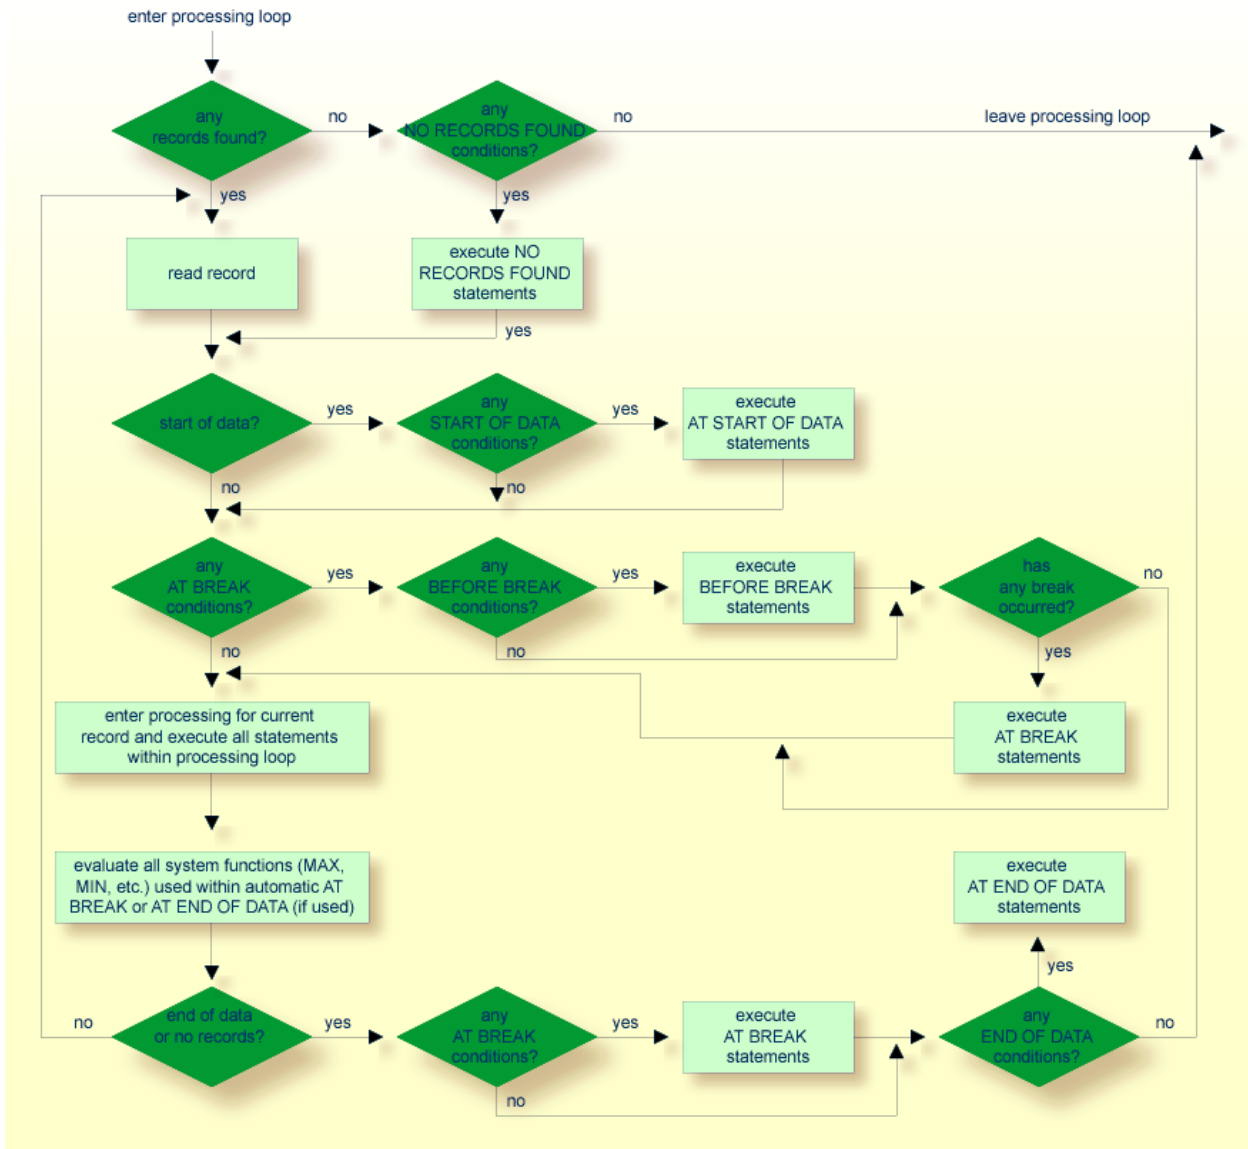 enter processing loop
any
records found?
no
any
NO RECORDS FOUND
conditions?
no
leave processing loop
yes
yes
read record
execute NO
RECORDS FOUND
statements
yes
start of data?
yes
any
START OF DATA
conditions?
yes
execute
AT START OF DATA
statements
no
no
any
AT BREAK
conditions?
yes
any
BEFORE BREAK
conditions?
yes
execute
BEFORE BREAK
statements
has
any break
occurred?
no
no
no
yes
enter processing for current
record and execute all statements
within processing loop
execute
AT BREAK
statements
evaluate all system functions (MAX,
MIN, etc.) used within automatic AT
BREAK or AT END OF DATA (if used)
execute
AT END OF DATA
statements
yes
no
end of data
or no records?
yes
any
AT BREAK
conditions?
yes
execute
AT BREAK
statements
any
END OF DATA
conditions?
no
no